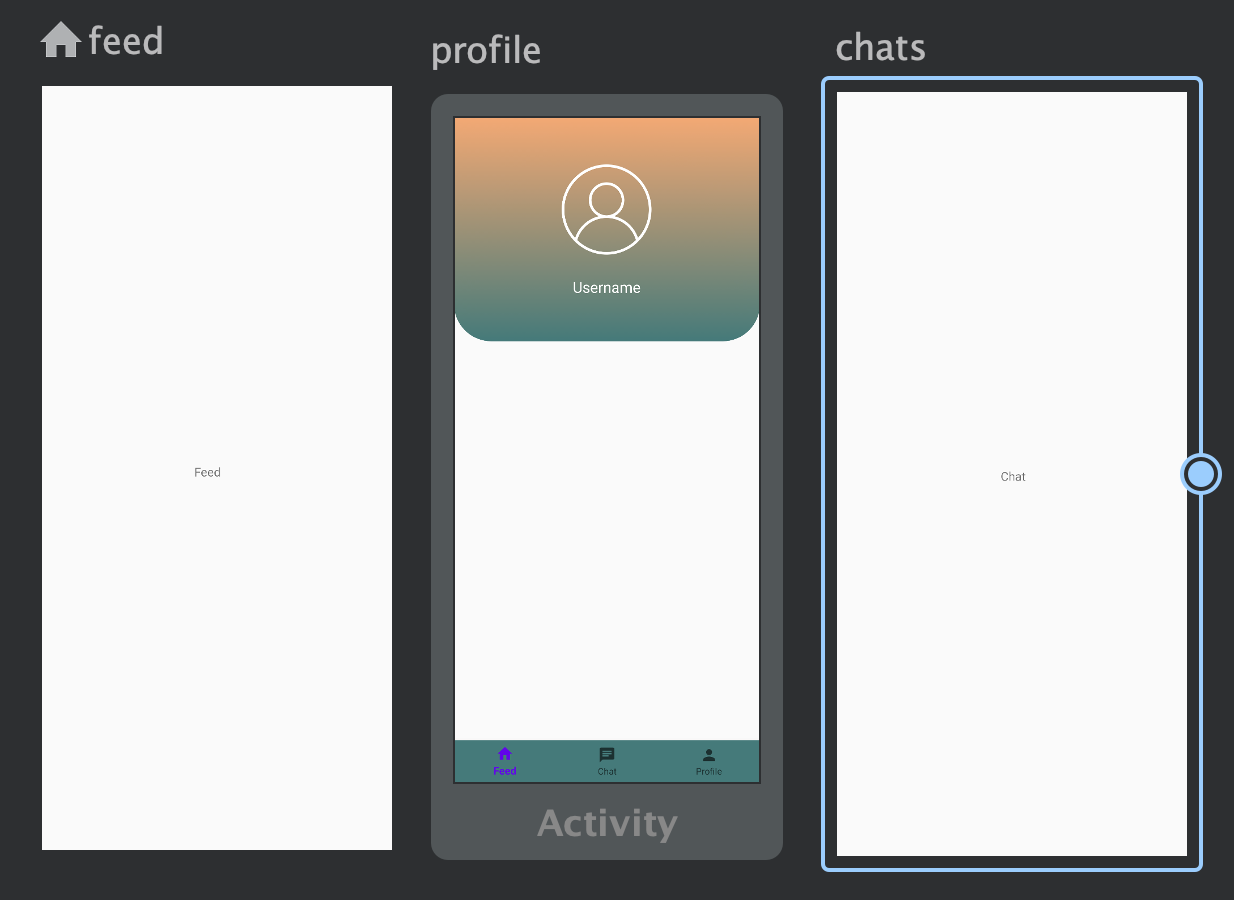 feed
profile
chats
Feed
Username
Chat
Feed
Chat
Profile
Activity